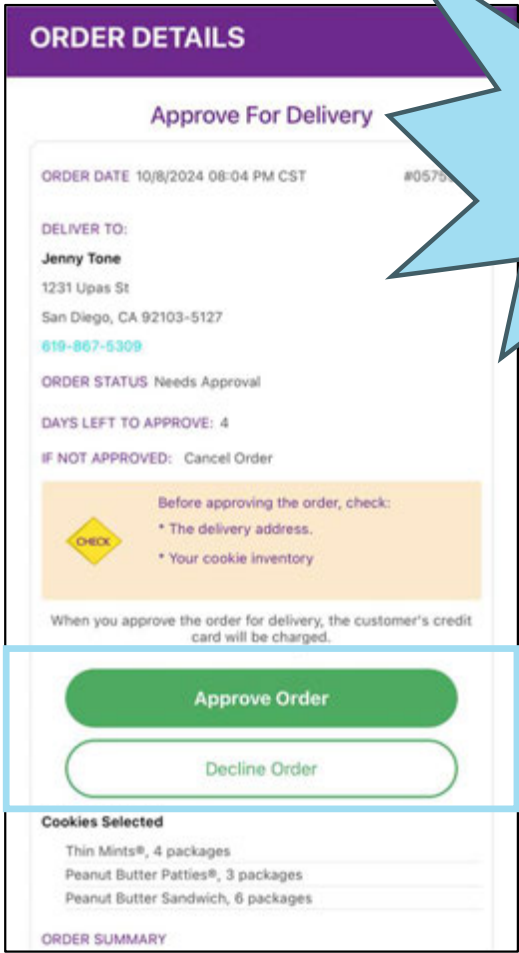 ORDER DETAILS
Approve For Delivery
ORDER DATE 10/8/2024 08:04 PM CST
DELIVER TO:
Jenny Tone
1231 Upas St
San Diego, CA 92103-5127
619-867-5309
ORDER STATUS Needs Approval
DAYS LEFT TO APPROVE: 4
IF NOT APPROVED: Cancel Order
Before approving the order, check:
CHECK
* The delivery address.
* Your cookie inventory
When you approve the order for delivery, the customer's credit
card will be charged.
Approve Order
Decline Order
Cookies Selected
Thin Mints®, 4 packages
Peanut Butter Patties®, 3 packages
Peanut Butter Sandwich, 6 packages
ORDER SUMMARY